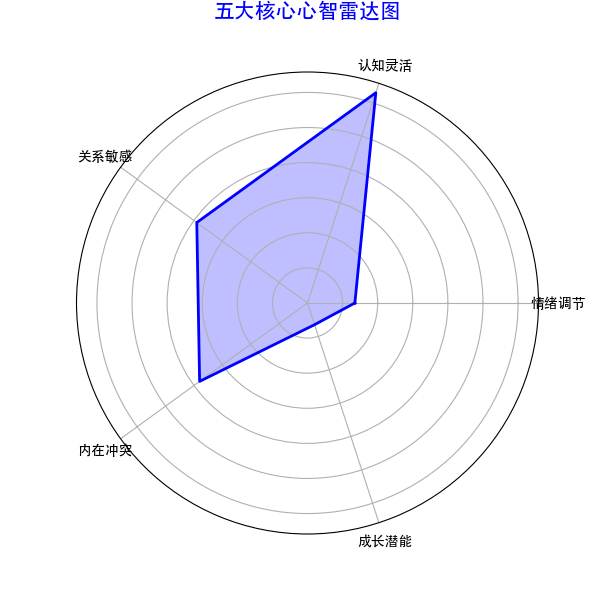 五大核心心智雷达图
认知灵活
关系敏感
情绪调节
内在冲突
成长潜能